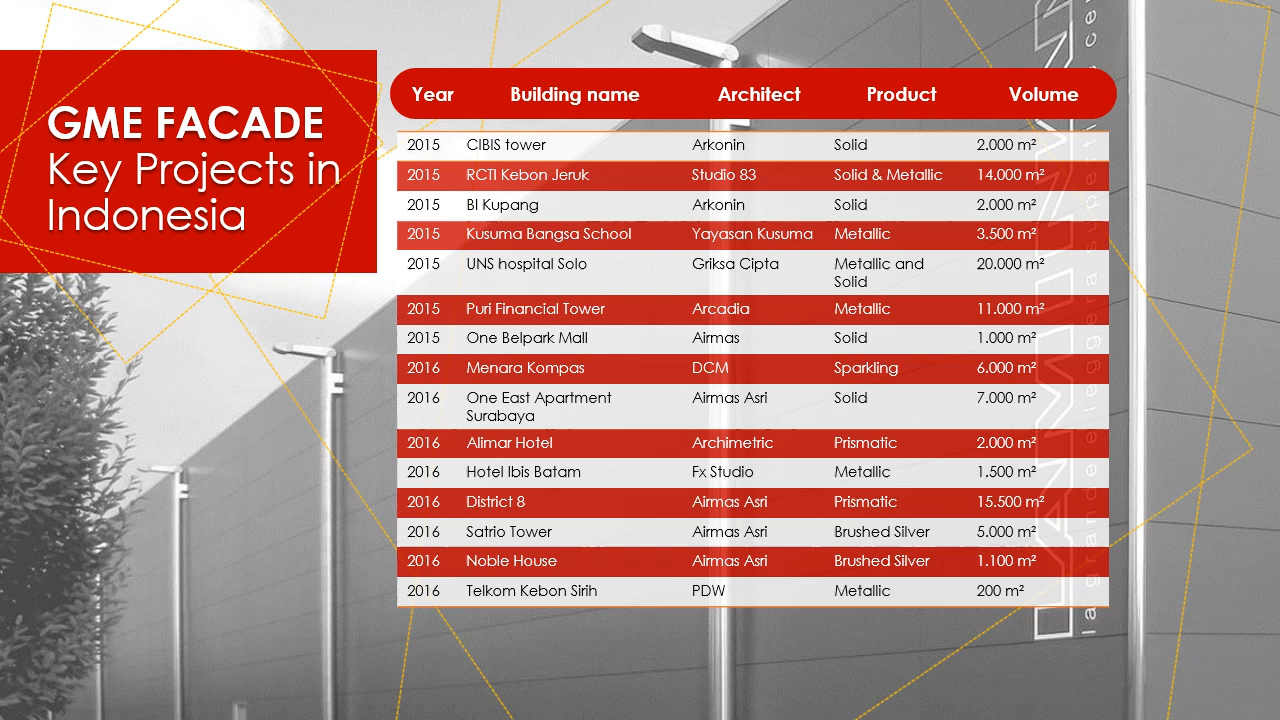 GME FACADE
Key Projects in
Indonesia
Year Building name Architect Product Volume
2015 CIBIS tower Arkonin Solid 2.000 m²
2015 RCTI Kebon Jeruk Studio 83 Solid & Metallic 14.000 m²
2015 BI Kupang Arkonin Solid 2.000 m²
2015 Kusuma Bangsa School Yayasan Kusuma Metallic 3.500 m²
2015 UNS hospital Solo Griksa Cipta Metallic and 20.000 m²
Solid
2015 Puri Financial Tower Arcadia Metallic 11.000 m²
2015 One Belpark Mall Airmas Solid 1.000 m²
2016 Menara Kompas DCM Sparkling 6.000 m²
2016 One East Apartment Airmas Asri Solid 7.000 m²
Surabaya
2016 Alimar Hotel Archimetric Prismatic 2.000 m²
2016 Hotel Ibis Batam Fx Studio Metallic 1.500 m²
2016 District 8 Airmas Asri Prismatic 15.500 m²
2016 Satrio Tower Airmas Asri Brushed Silver 5.000 m²
2016 Noble House Airmas Asri Brushed Silver 1.100 m²
2016 Telkom Kebon Sirih PDW Metallic 200 m²